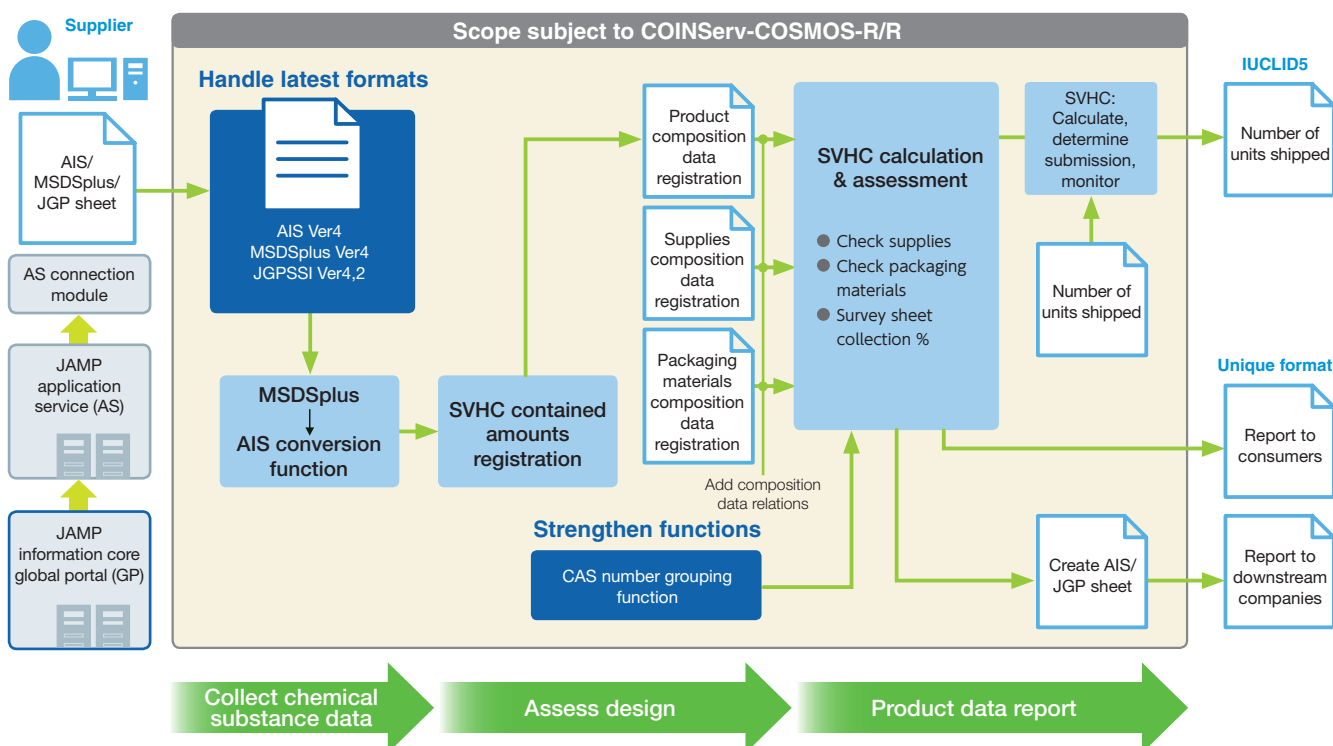 Supplier
AIS/
MSDSplus/
JGP sheet
AS connection
module
JAMP
application
service (AS)
JAMP
information core
global portal (GP)
Scope subject to COINServ-COSMOS-R/R
Handle latest formats
AIS Ver4
MSDSplus Ver4
JGPSSI Ver4,2
MSDSplus
AIS conversion
function
SVHC contained
amounts
registration
Product
composition
data
registration
Supplies
composition
data
registration
Packaging
materials
composition
data
registration
Add composition
data relations
Strengthen functions
CAS number grouping
function
SVHC calculation
& assessment
Check supplies
Check packaging
materials
Survey sheet
collection %
SVHC:
Calculate,
determine
submission,
monitor
Number of
units shipped
Create AIS/
JGP sheet
IUCLID5
Number of
units shipped
Unique format
Report to
consumers
Report to
downstream
companies
Collect chemical
substance data
Assess design
Product data report